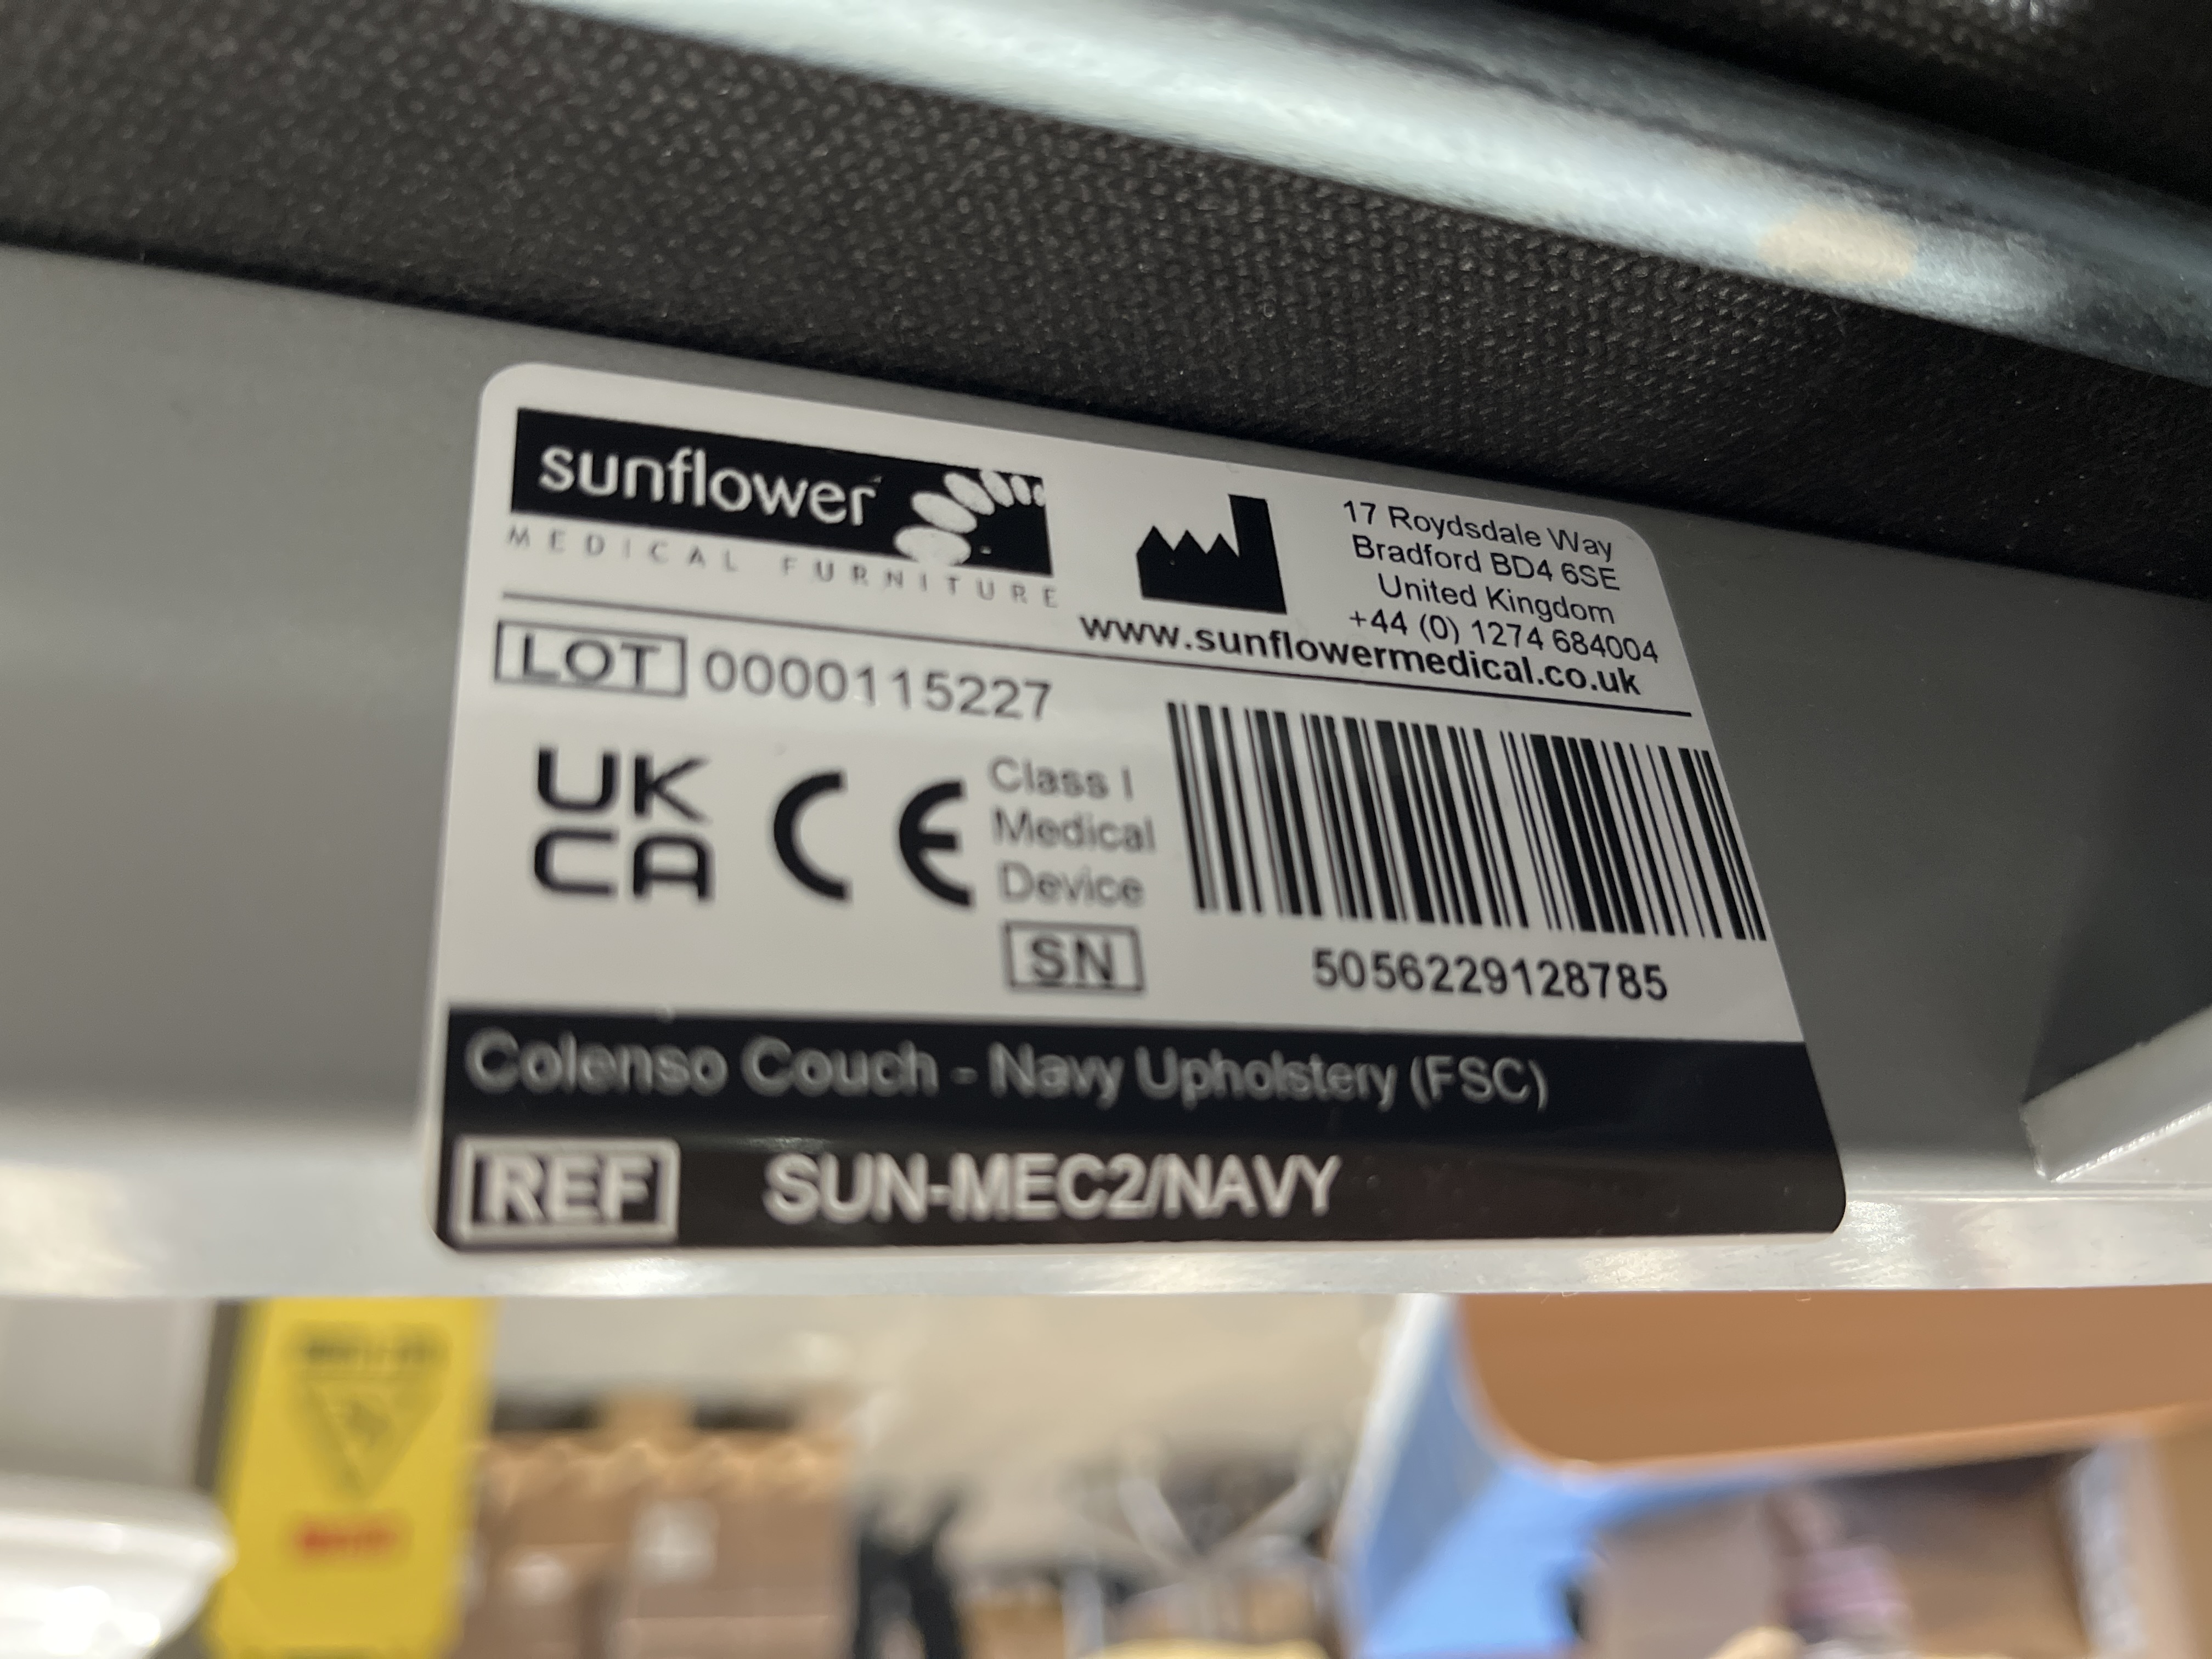 sunflower
MEDICAL FURNITURE
17 Roydsdale Way
Bradford BD4 6SE
United Kingdom
+44 (0) 1274 684004
www.sunflowermedical.co.uk
LOT 0000115227
UK
CA
CE
Class I
Medical
Device
SN
5056229128785
Colenso Couch - Navy Upholstery (FSC)
REF SUN-MEC2/NAVY